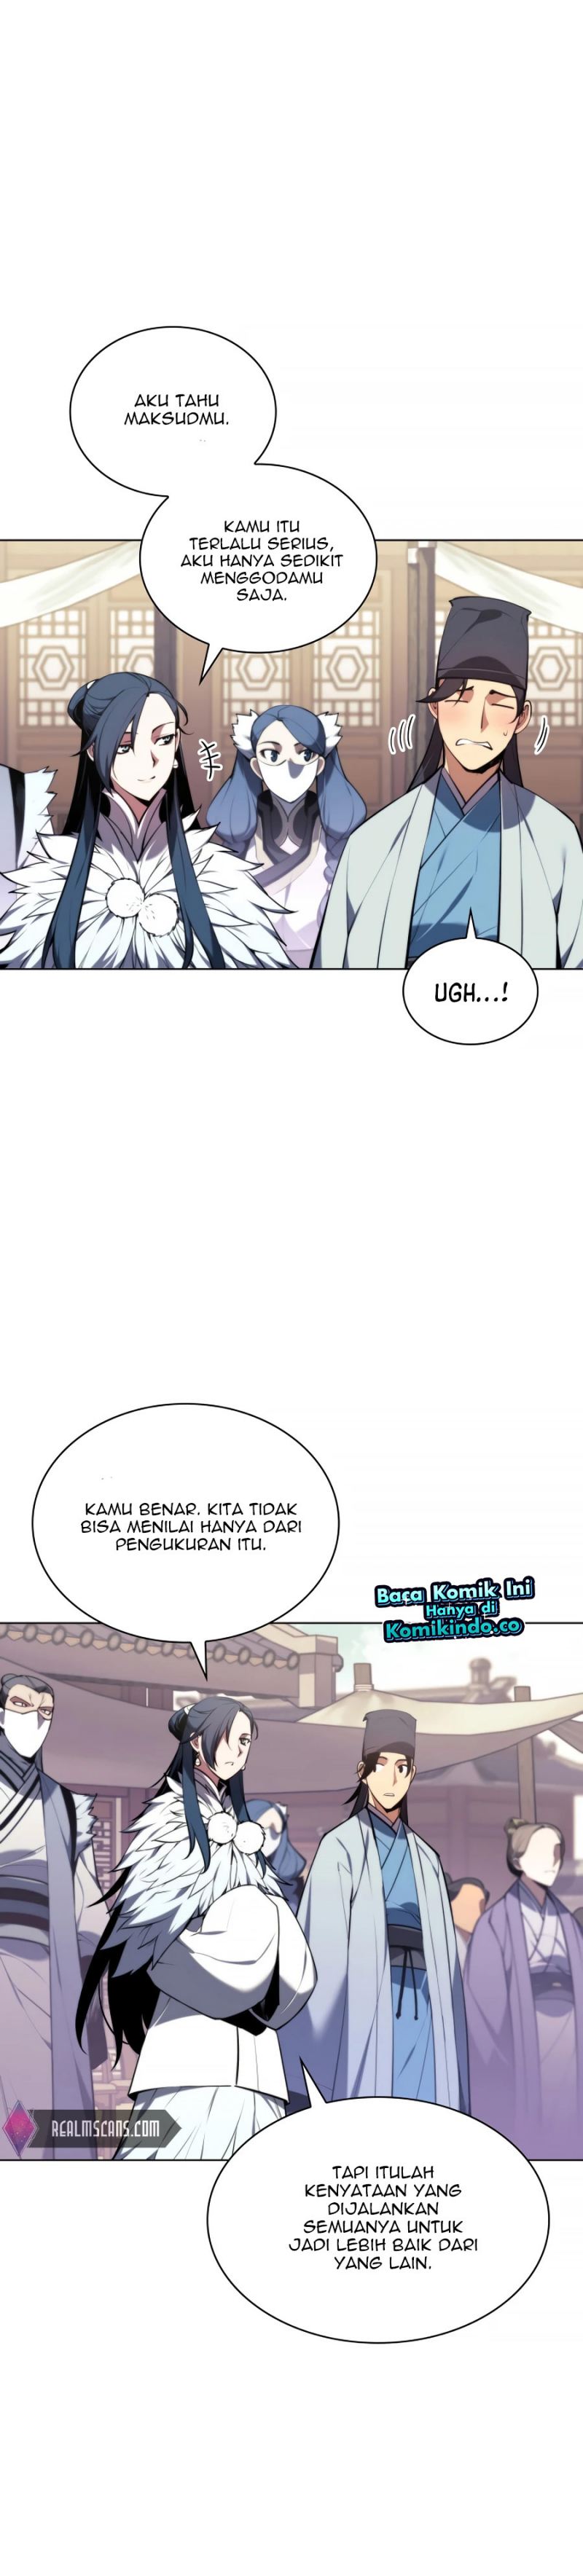 AKU TAHU
MAKSUDMU.
KAMU ITU
TERLALU SERIUS,
AKU HANYA SEDIKIT
MENGGODAMU
SAJA.
UGH...!
KAMU BENAR. KITA TIDAK
BISA MENILAI HANYA DARI
PENGUKURAN ITU.
Baca Komik Ini
Hanya di
Komikindo.co
REALMSCANS.COM
TAPI ITULAH
KENYATAAN YANG
DIJALANKAN
SEMUANYA UNTUK
JADI LEBIH BAIK DARI
YANG LAIN.